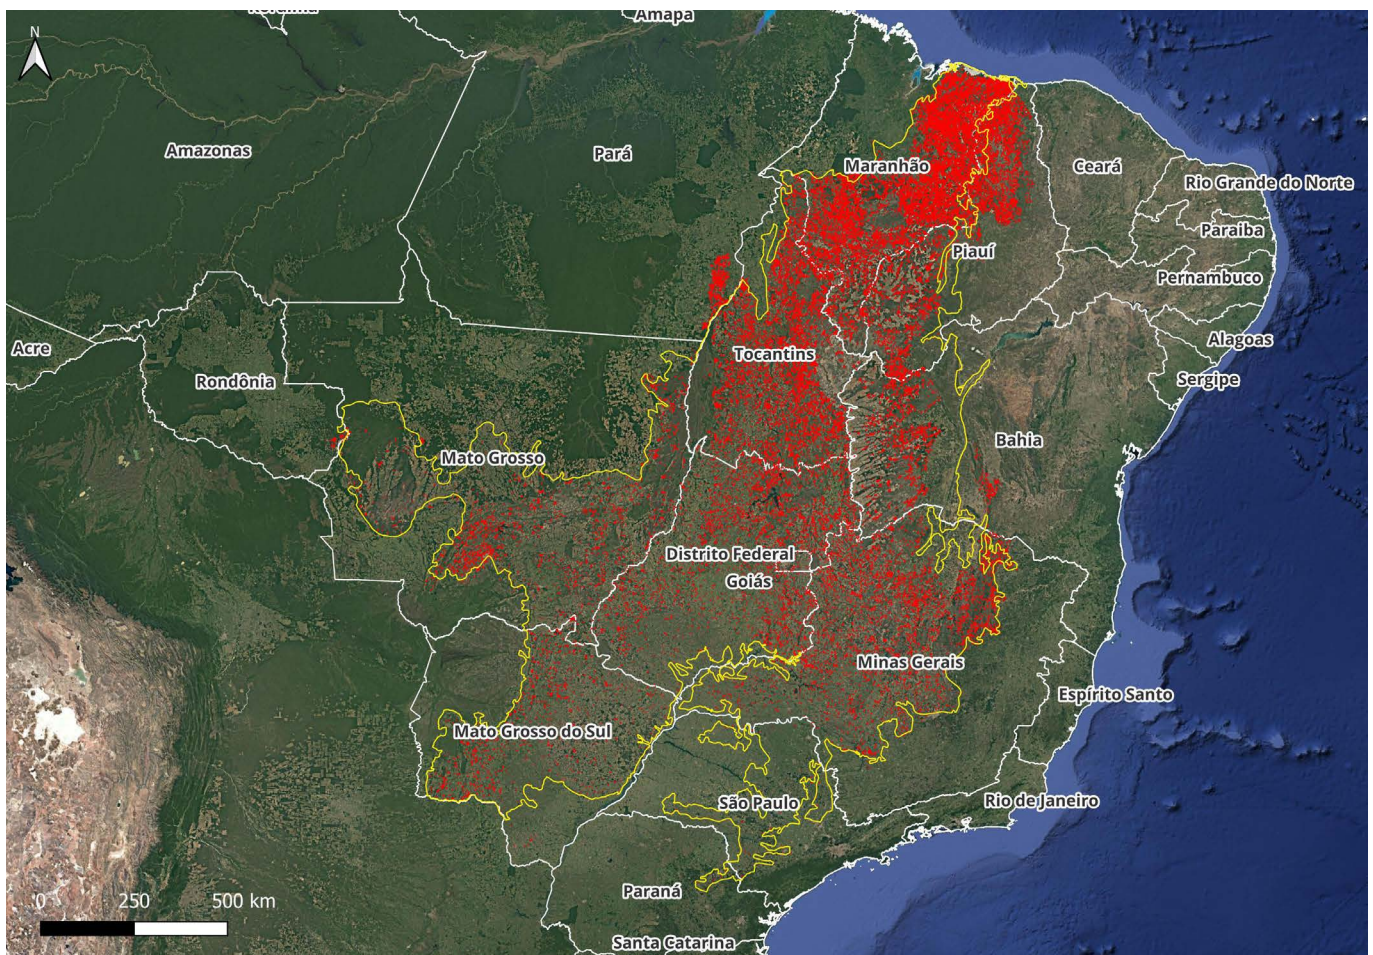 Amapa
N
Amazonas
Pará
Maranhão
Ceará
Rio Grande do Norte
Paraiba
Piauí
Pernambuco
Acre
Rondônia
Tocantins
Alagoas
Sergipe
Mato Grosso
Bahia
Distrito Federal
Goiás
Minas Gerais
Espírito Santo
Mato Grosso do Sul
São Paulo
Rio de Janeiro
Paraná
0 250 500 km
Santa Catarina